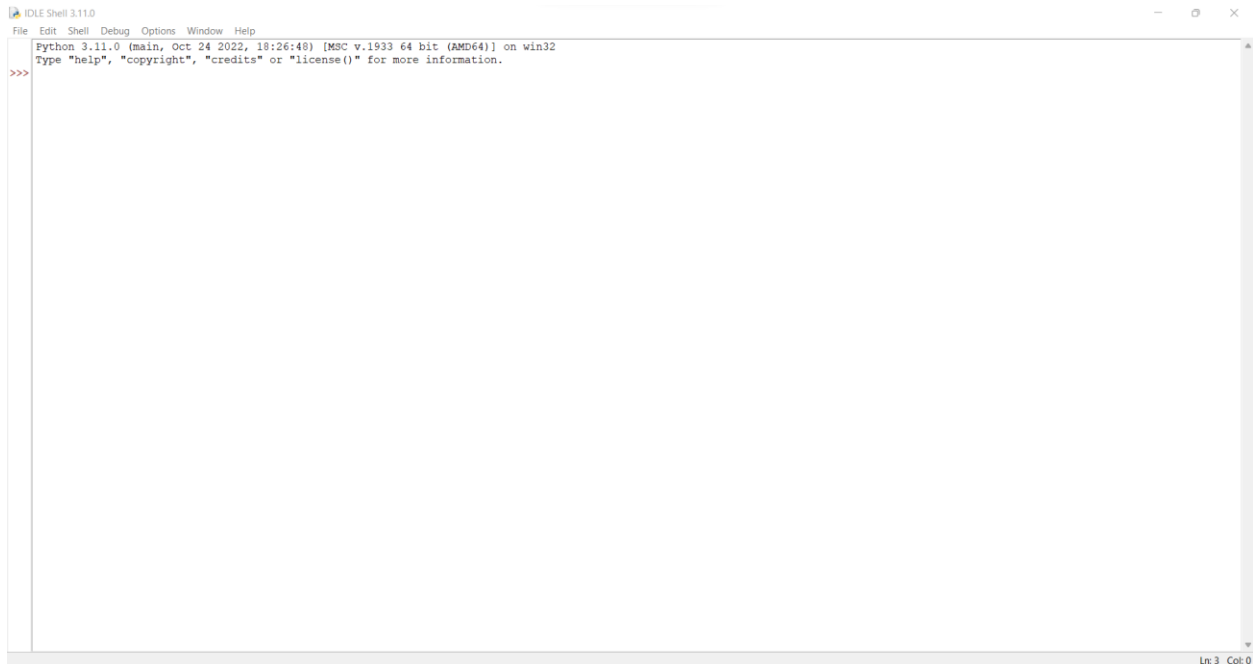 IDLE Shell 3.11.0
File Edit Shell Debug Options Window Help
Python 3.11.0 (main, Oct 24 2022, 18:26:48) [MSC v.1933 64 bit (AMD64)] on win32
Type "help", "copyright", "credits" or "license()" for more information.
>>>
Ln: 3 Col: 0